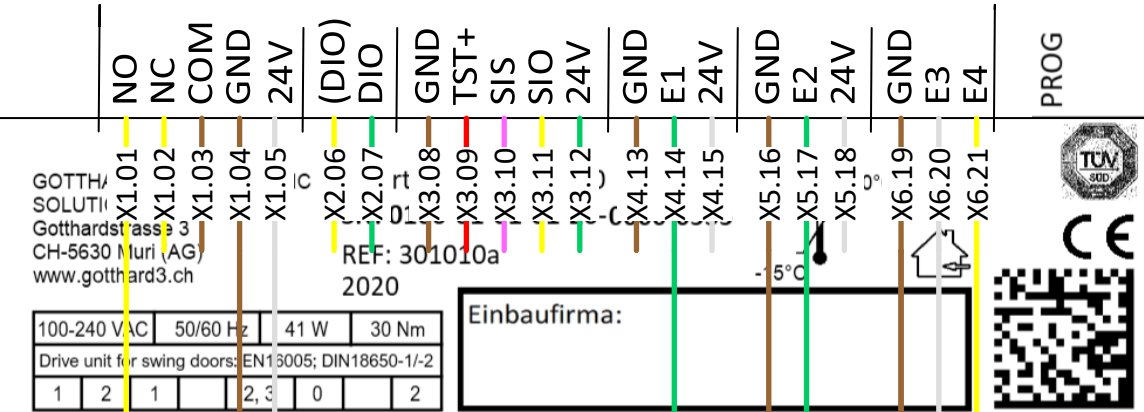 NO NC COM GND 24V (DIO) DIO GND TST+ SIS SIO 24V GND E1 24V GND E2 24V GND E3 E4 PROG
X1.01 X1.02 X1.03 X1.04 X1.05 X2.06 X2.07 X3.08 X3.09 X3.10 X3.11 X3.12 X4.13 X4.14 X4.15 X5.16 X5.17 X5.18 X6.19 X6.20 X6.21
TÜV
SÜD
Gotthardstrasse 3
CH-5630 Muri (AG)
www.gotthard3.ch
REF: 301010a
2020
-15°C
CE
Einbaufirma:
100-240 VAC 50/60 Hz 41 W 30 Nm
Drive unit for swing doors: EN16005; DIN18650-1/-2
1 2 1 2, 3 0 2